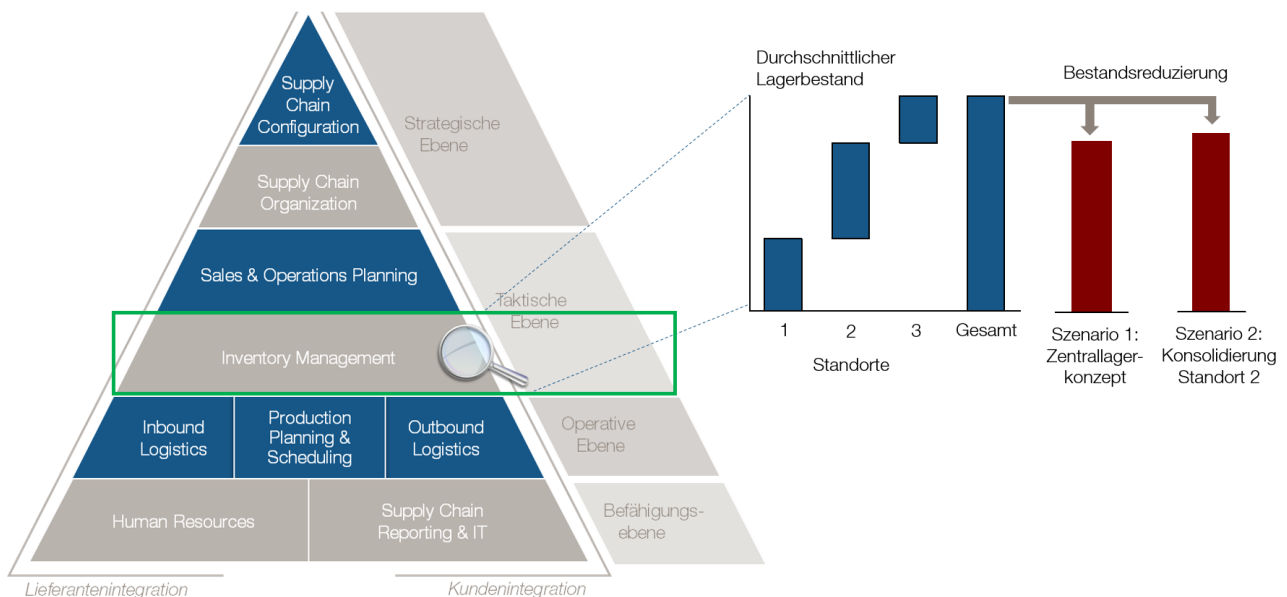 Supply
Chain
Configuration
Supply Chain
Organization
Sales & Operations Planning
Inventory Management
Inbound
Logistics
Production
Planning &
Scheduling
Outbound
Logistics
Human Resources
Supply Chain
Reporting & IT
Lieferantenintegration
Kundenintegration
Strategische
Ebene
Taktische
Ebene
Operative
Ebene
Befähigungs-
ebene
Durchschnittlicher
Lagerbestand
Bestandsreduzierung
1
2
3
Gesamt
Standorte
Szenario 1:
Zentrallager-
konzept
Szenario 2:
Konsolidierung
Standort 2